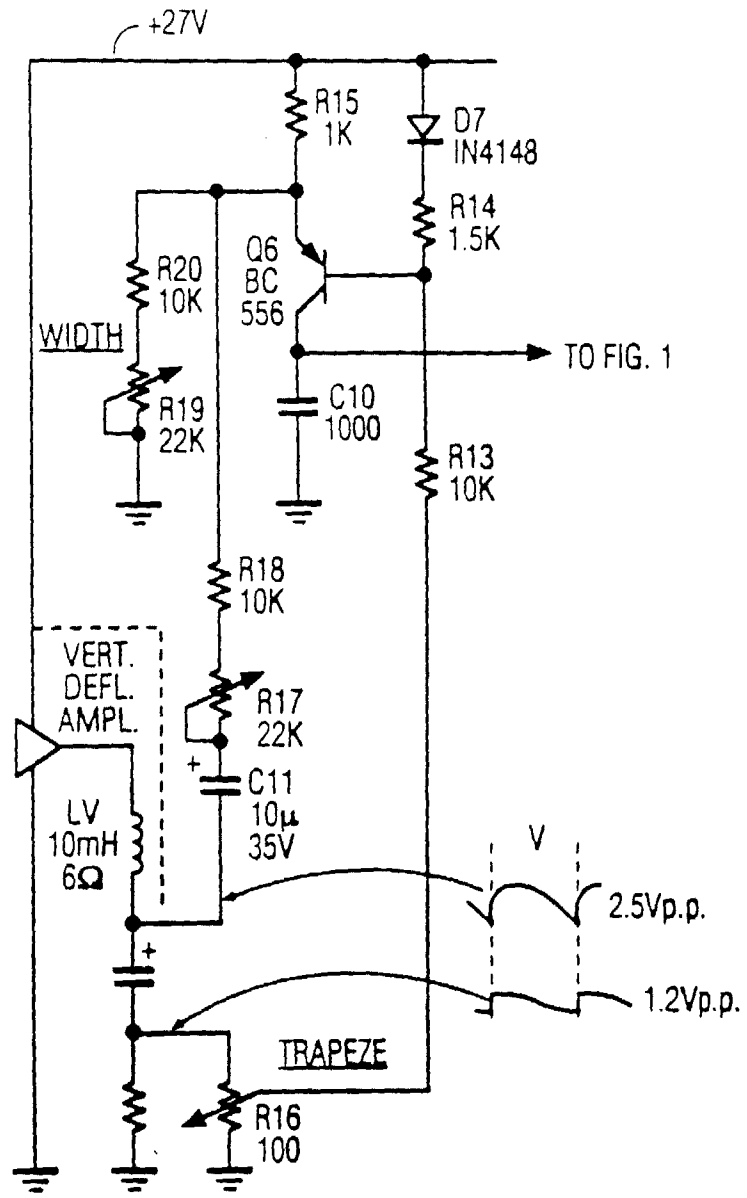 +27V
R15
1K
D7
IN4148
R14
1.5K
Q6
BC
556
R20
10K
WIDTH
R19
22K
TO FIG. 1
C10
1000
R13
10K
R18
10K
VERT.
DEFL.
AMPL.
R17
22K
+
C11
10µ
35V
LV
10mH
6Ω
V
2.5Vp.p.
+
1.2Vp.p.
TRAPEZE
R16
100